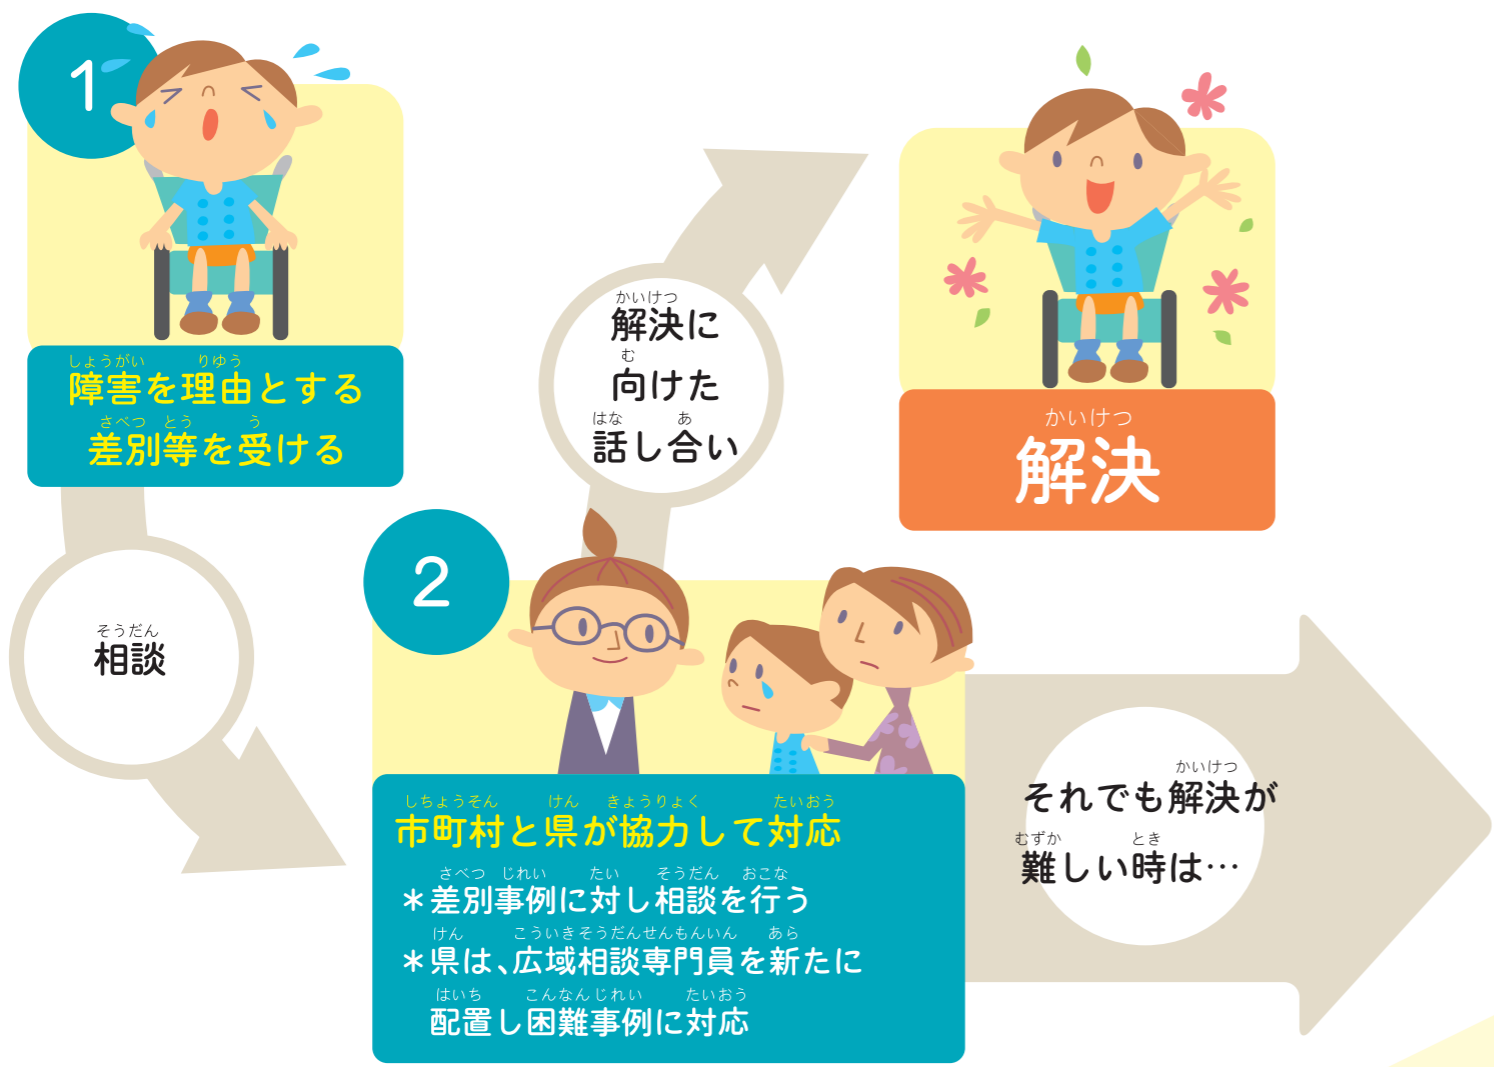 1
しょうがい りゆう
障害を理由とする
さべつ とう う
差別等を受ける
そうだん
相談
2
しちょうそん けん きょうりょく たいおう
市町村と県が協力して対応
さべつ じれい たい そうだん おこな
＊差別事例に対し相談を行う
けん こういきそうだんせんもんいん あら
＊県は、広域相談専門員を新たに
はいち こんなんじれい たいおう
配置し困難事例に対応
かいけつ
解決に
む
向けた
はな あ
話し合い
かいけつ
解決
かいけつ
それでも解決が
むずか とき
難しい時は…